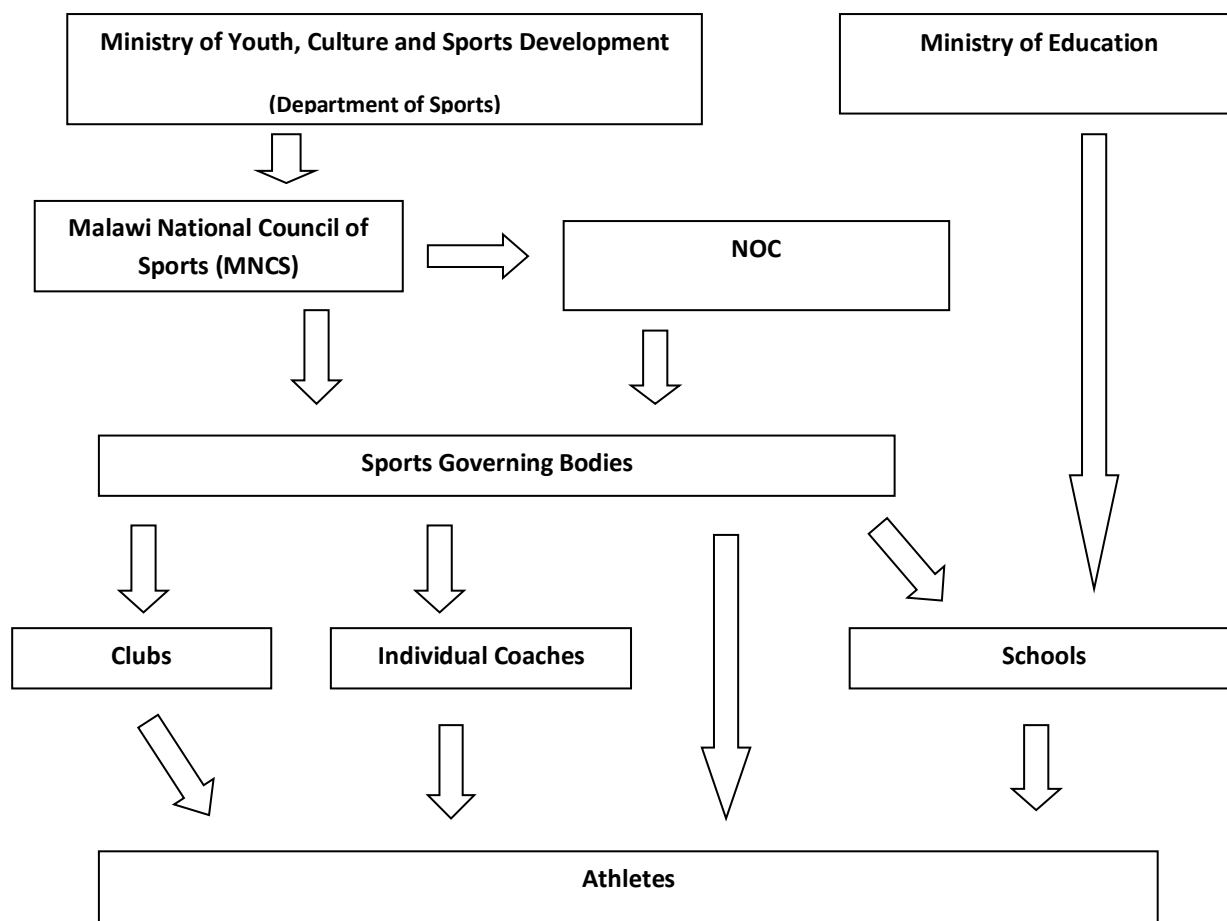 Ministry of Youth, Culture and Sports Development
(Department of Sports)
Ministry of Education
Malawi National Council of
Sports (MNCS)
NOC
Sports Governing Bodies
Clubs
Individual Coaches
Schools
Athletes